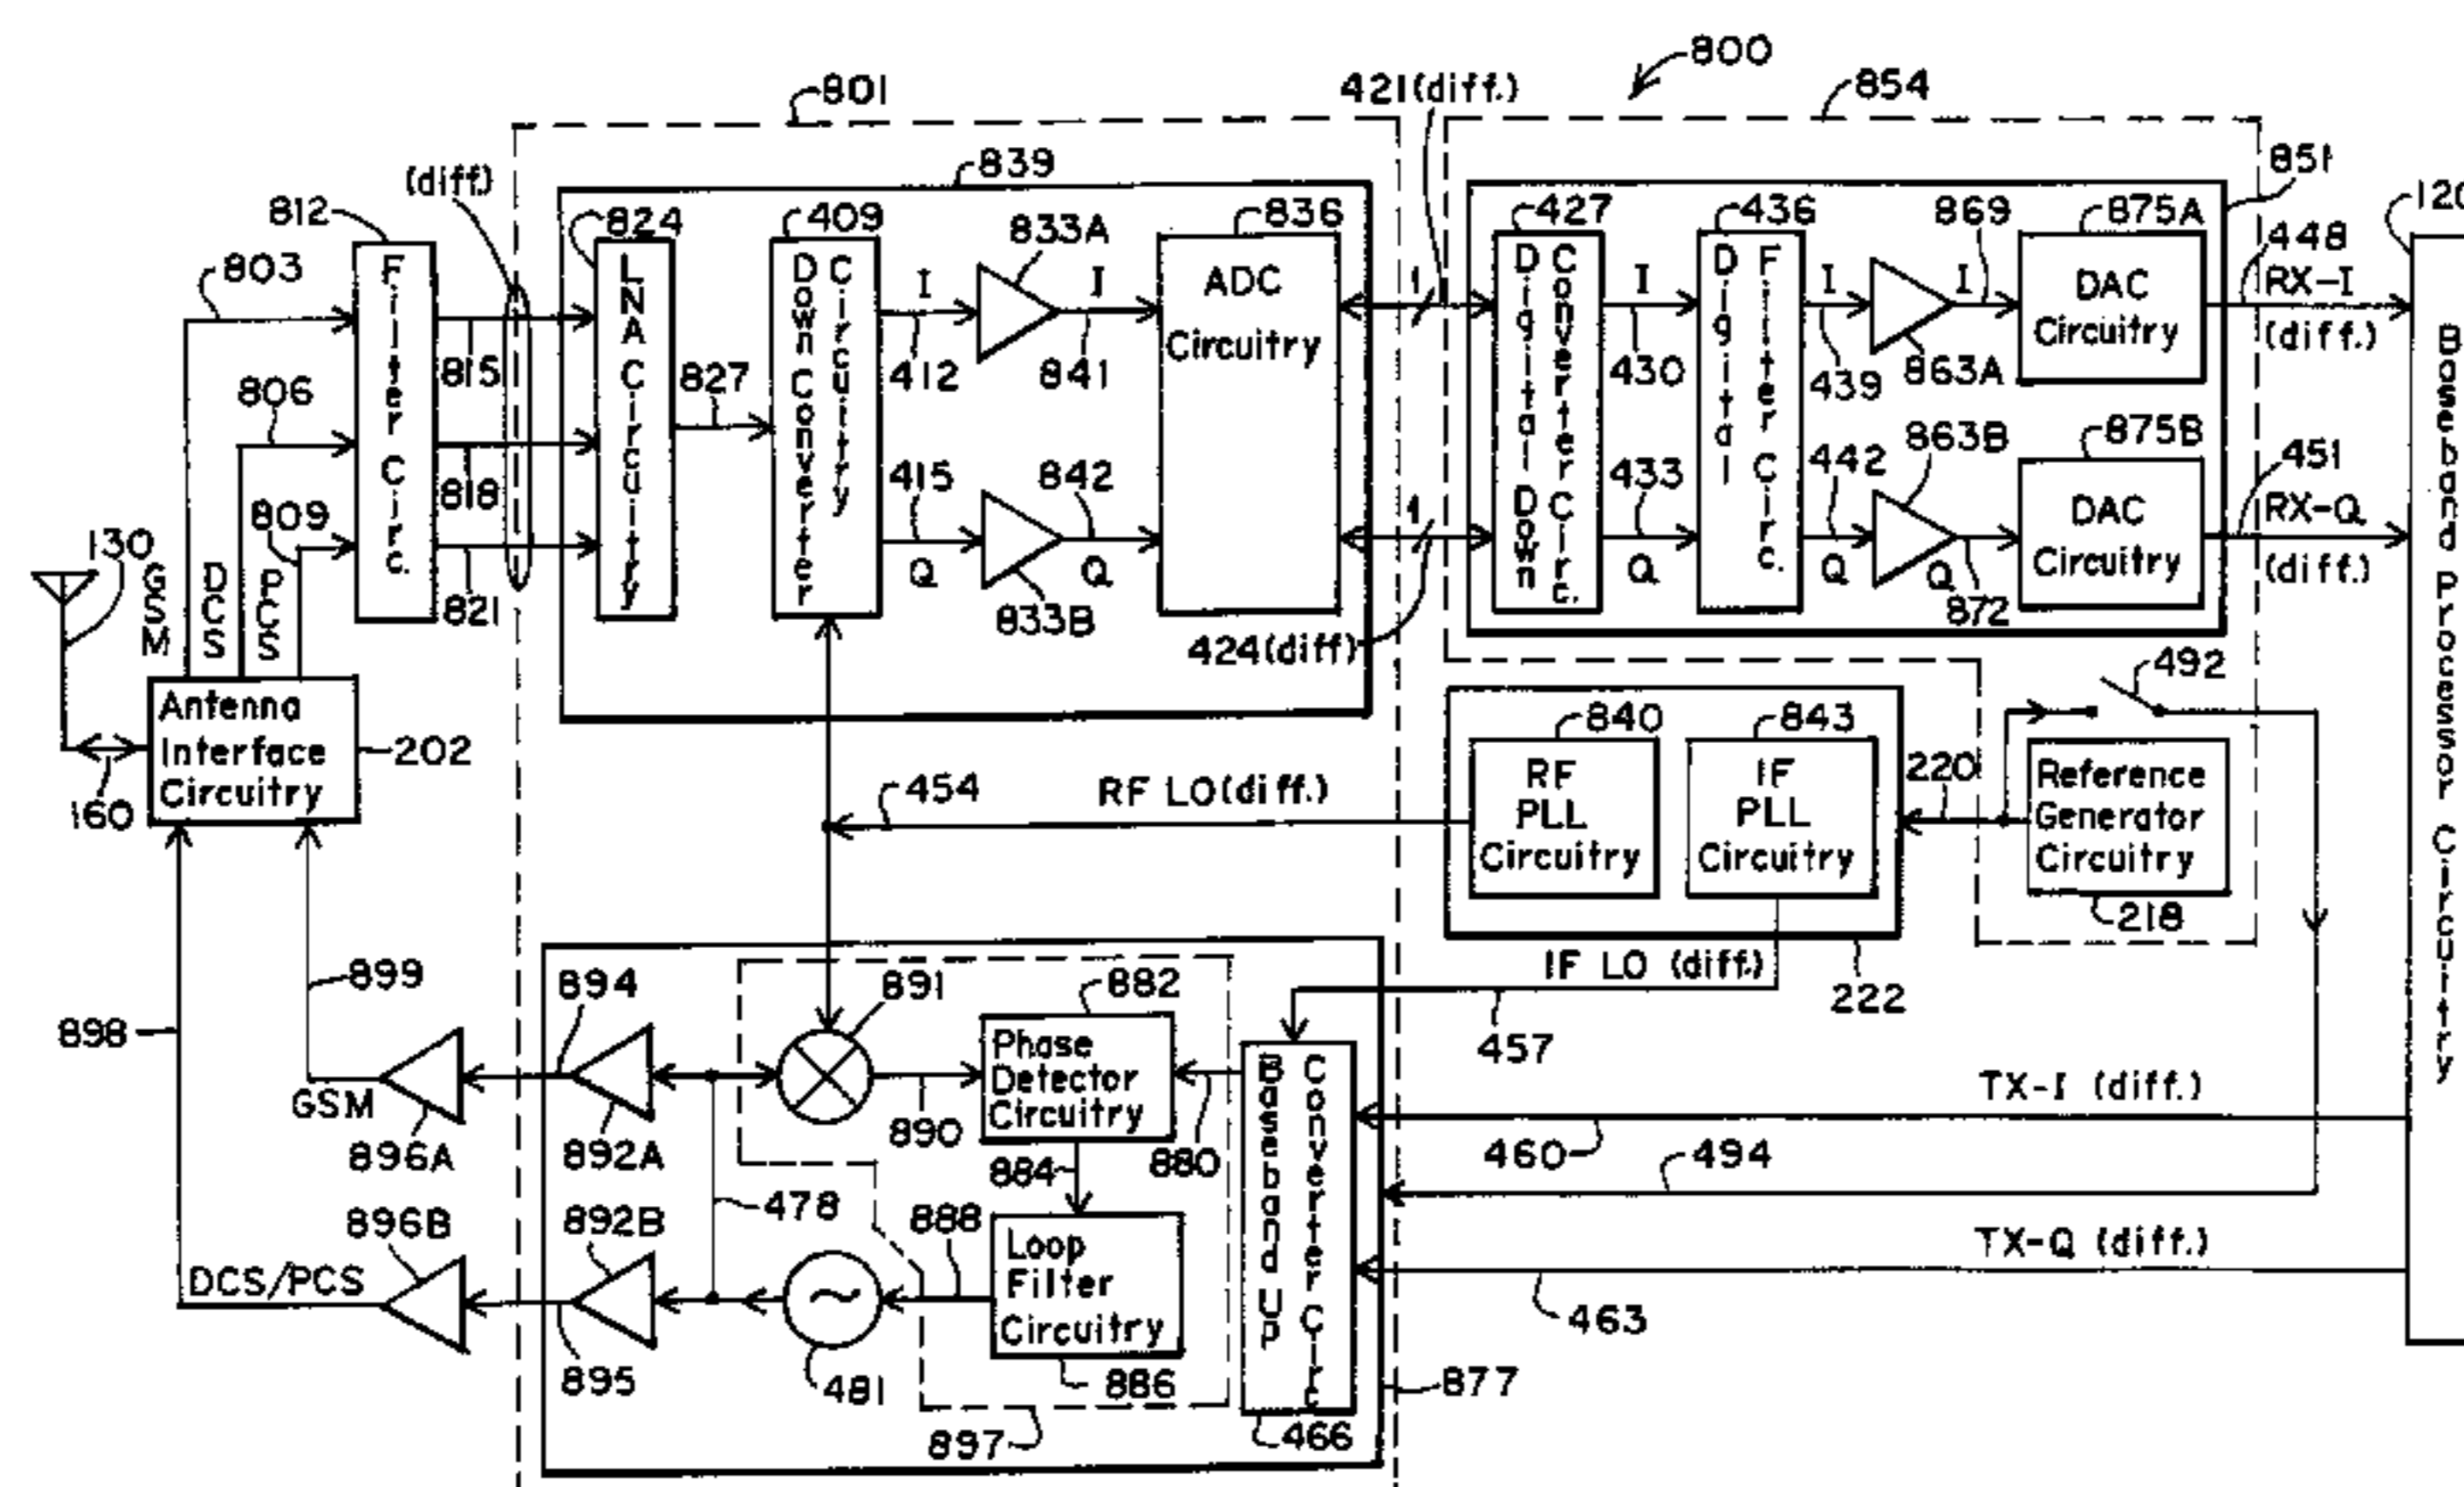 800
801
421(diff.)
854
839
851
(diff.)
812
824
409
833A
836
427
436
869
875A
448
803
Filter Circ.
LNA Circuitry
Down Converter Circuitry
I
I
ADC
Circuitry
1
Digital Down Converter Circ.
I
Digital Filter Circ.
I
I
DAC
Circuitry
RX-I
(diff.)
815
827
412
841
430
439
863A
806
818
415
842
1
433
442
863B
875B
451
809
Q
Q
Q
Q
Q
DAC
Circuitry
RX-Q
(diff.)
130
GSM
DCS
PCS
821
833B
872
424(diff)
492
Antenna
Interface
Circuitry
202
160
840
843
RF
PLL
Circuitry
IF
PLL
Circuitry
220
Reference
Generator
Circuitry
218
454
RF LO(diff.)
IF LO (diff.)
222
457
Baseband Processor Circuitry
899
894
891
882
898
Phase
Detector
Circuitry
Baseband Up Converter Circ.
TX-I (diff.)
GSM
896A
892A
890
884
880
460
494
478
896B
892B
888
Loop
Filter
Circuitry
TX-Q (diff.)
DCS/PCS
463
895
481
886
877
897
466